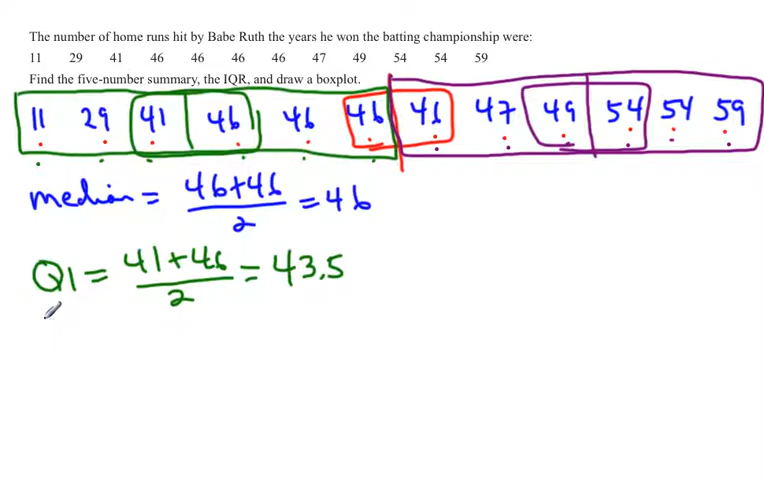 The number of home runs hit by Babe Ruth the years he won the batting championship were:
11 29 41 46 46 46 46 47 49 54 54 59
Find the five-number summary, the IQR, and draw a boxplot.
11 29 41 46 46 46 46 47 49 54 54 59
median = 46+46/2 = 46
Q1 = 41+46/2 = 43.5